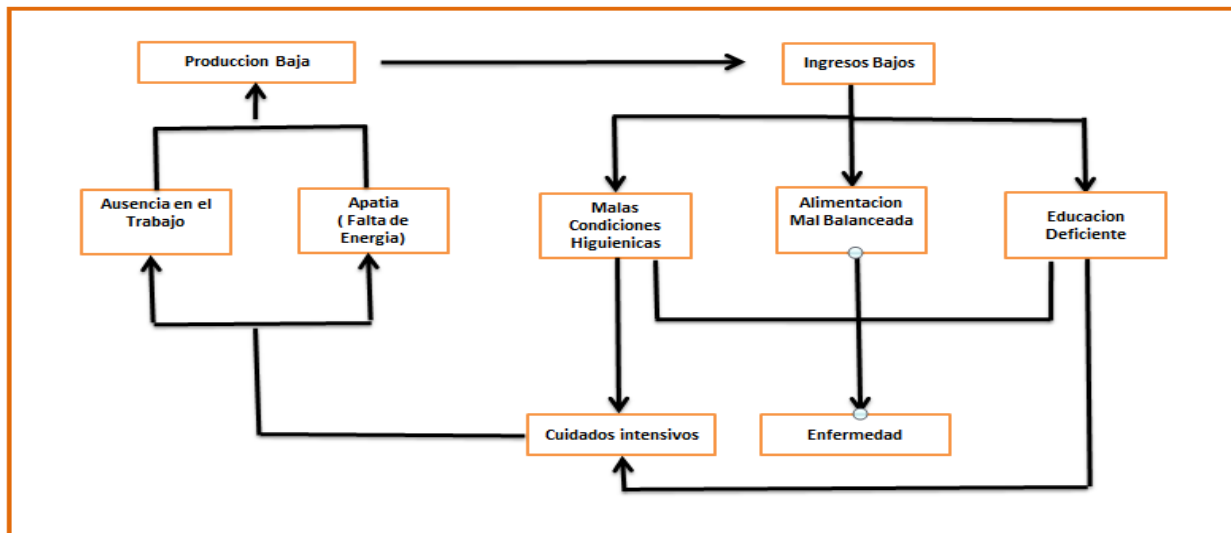 Produccion Baja
Ingresos Bajos
Ausencia en el
Trabajo
Apatia
( Falta de
Energia)
Malas
Condiciones
Higuienicas
Alimentacion
Mal Balanceada
Educacion
Deficiente
Cuidados intensivos
Enfermedad